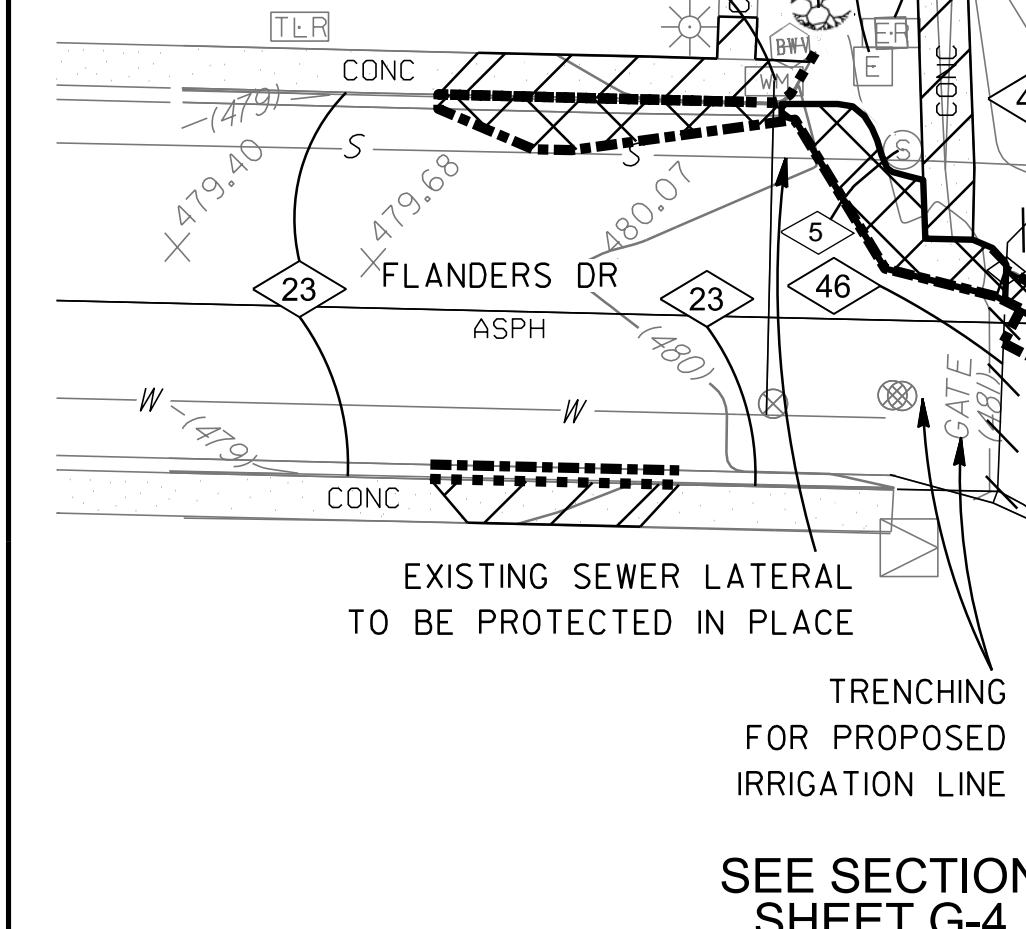 TLR
BWV
ER
E
WM
CONC
CONC
(479)
S
S
S
479.40
479.68
480.07
5
23
FLANDERS DR
23
46
ASPH
(480)
W
W
(479)
GATE
(481)
CONC
EXISTING SEWER LATERAL
TO BE PROTECTED IN PLACE
TRENCHING
FOR PROPOSED
IRRIGATION LINE
SEE SECTION
SHEET G-4